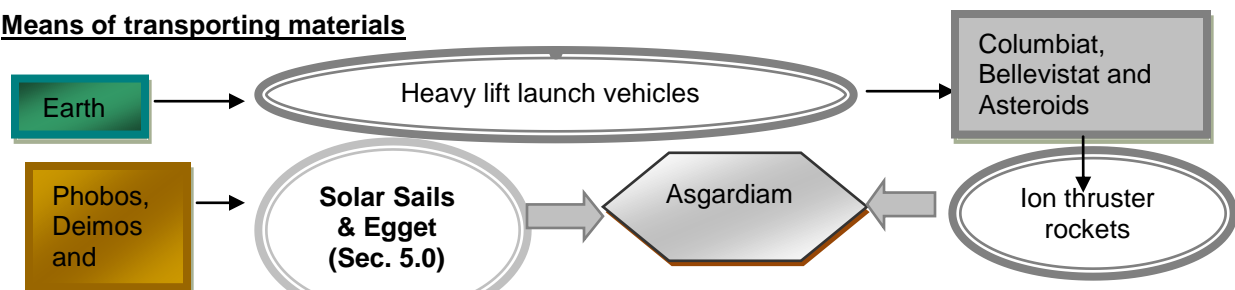 Means of transporting materials
Earth
Heavy lift launch vehicles
Columbiat,
Bellevistat and
Asteroids
Phobos,
Deimos
and
Solar Sails
& Egget
(Sec. 5.0)
Asgardiam
Ion thruster
rockets